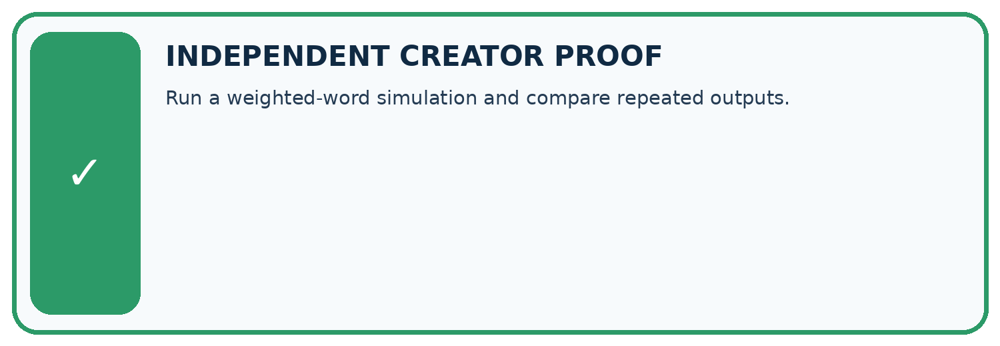 INDEPENDENT CREATOR PROOF
Run a weighted-word simulation and compare repeated outputs.
✓